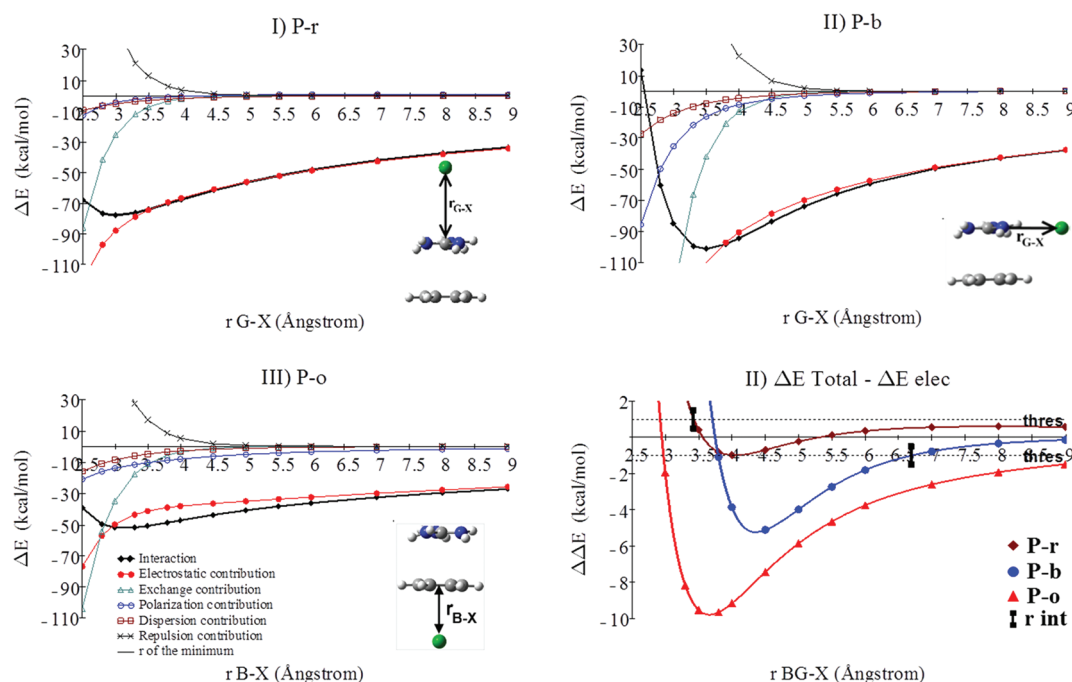 I) P-r
ΔE (kcal/mol)
30
10
-10
-30
-50
-70
-90
-110
2.5 3 3.5 4 4.5 5 5.5 6 6.5 7 7.5 8 8.5 9
r G-X
r G-X (Ångstrom)
II) P-b
ΔE (kcal/mol)
30
10
-10
-30
-50
-70
-90
-110
2.5 3 3.5 4 4.5 5 5.5 6 6.5 7 7.5 8 8.5 9
r G-X
r G-X (Ångstrom)
III) P-o
ΔE (kcal/mol)
30
10
-10
-30
-50
-70
-90
-110
2.5 3 3.5 4 4.5 5 5.5 6 6.5 7 7.5 8 8.5 9
Interaction
Electrostatic contribution
Exchange contribution
Polarization contribution
Dispersion contribution
Repulsion contribution
r of the minimum
r B-X
r B-X (Ångstrom)
II) ΔE Total - ΔE elec
ΔΔE (kcal/mol)
2
0
-2
-4
-6
-8
-10
thres
2.5 3 3.5 4 4.5 5 5.5 6 6.5 7 7.5 8 8.5 9
thres
P-r
P-b
P-o
r int
r BG-X (Ångstrom)